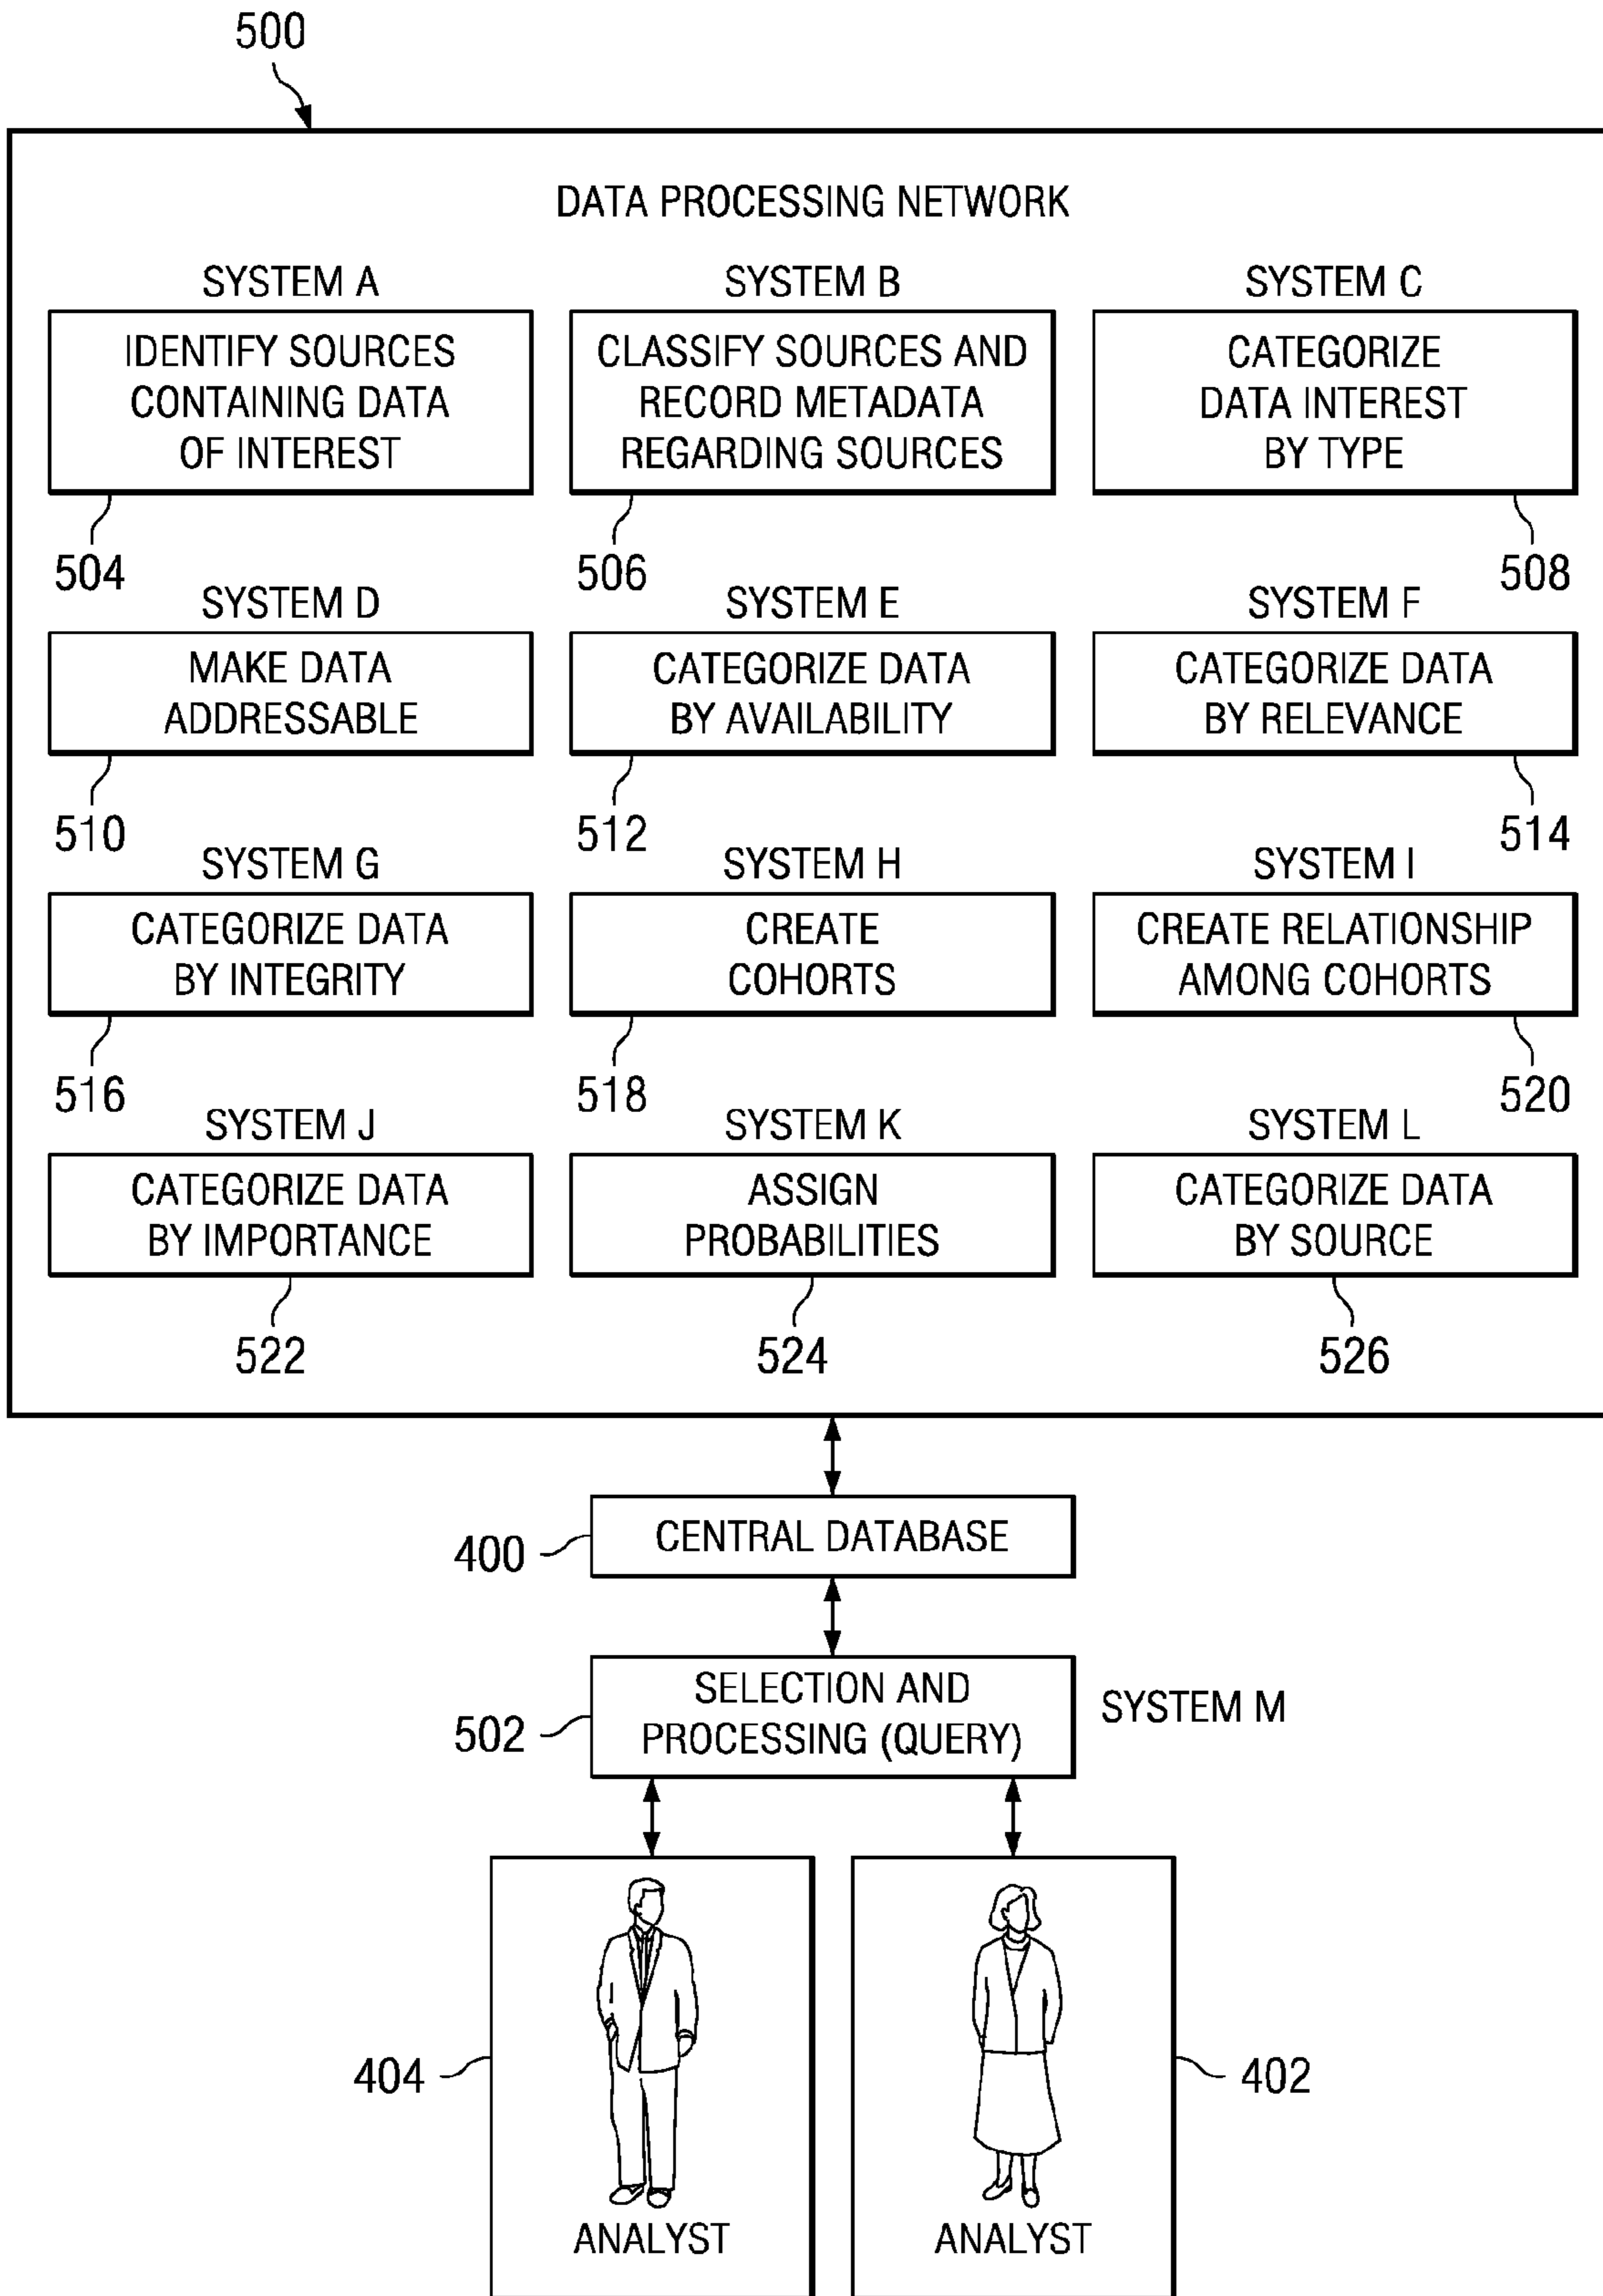 500
DATA PROCESSING NETWORK
SYSTEM A
IDENTIFY SOURCES
CONTAINING DATA
OF INTEREST
504
SYSTEM B
CLASSIFY SOURCES AND
RECORD METADATA
REGARDING SOURCES
506
SYSTEM C
CATEGORIZE
DATA INTEREST
BY TYPE
508
SYSTEM D
MAKE DATA
ADDRESSABLE
510
SYSTEM E
CATEGORIZE DATA
BY AVAILABILITY
512
SYSTEM F
CATEGORIZE DATA
BY RELEVANCE
514
SYSTEM G
CATEGORIZE DATA
BY INTEGRITY
516
SYSTEM H
CREATE
COHORTS
518
SYSTEM I
CREATE RELATIONSHIP
AMONG COHORTS
520
SYSTEM J
CATEGORIZE DATA
BY IMPORTANCE
522
SYSTEM K
ASSIGN
PROBABILITIES
524
SYSTEM L
CATEGORIZE DATA
BY SOURCE
526
400
CENTRAL DATABASE
502
SELECTION AND
PROCESSING (QUERY)
SYSTEM M
404
ANALYST
402
ANALYST